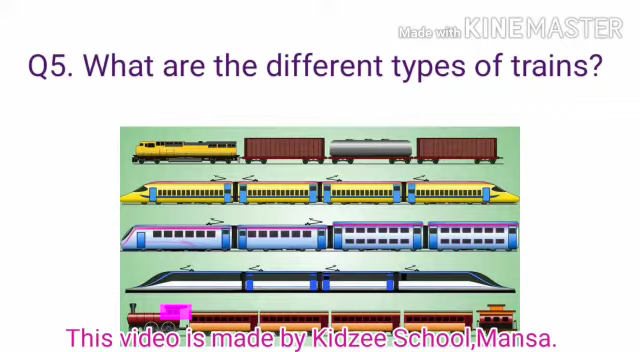 Made with KINEMASTER
Q5. What are the different types of trains?
This video is made by Kidzee School,Mansa.